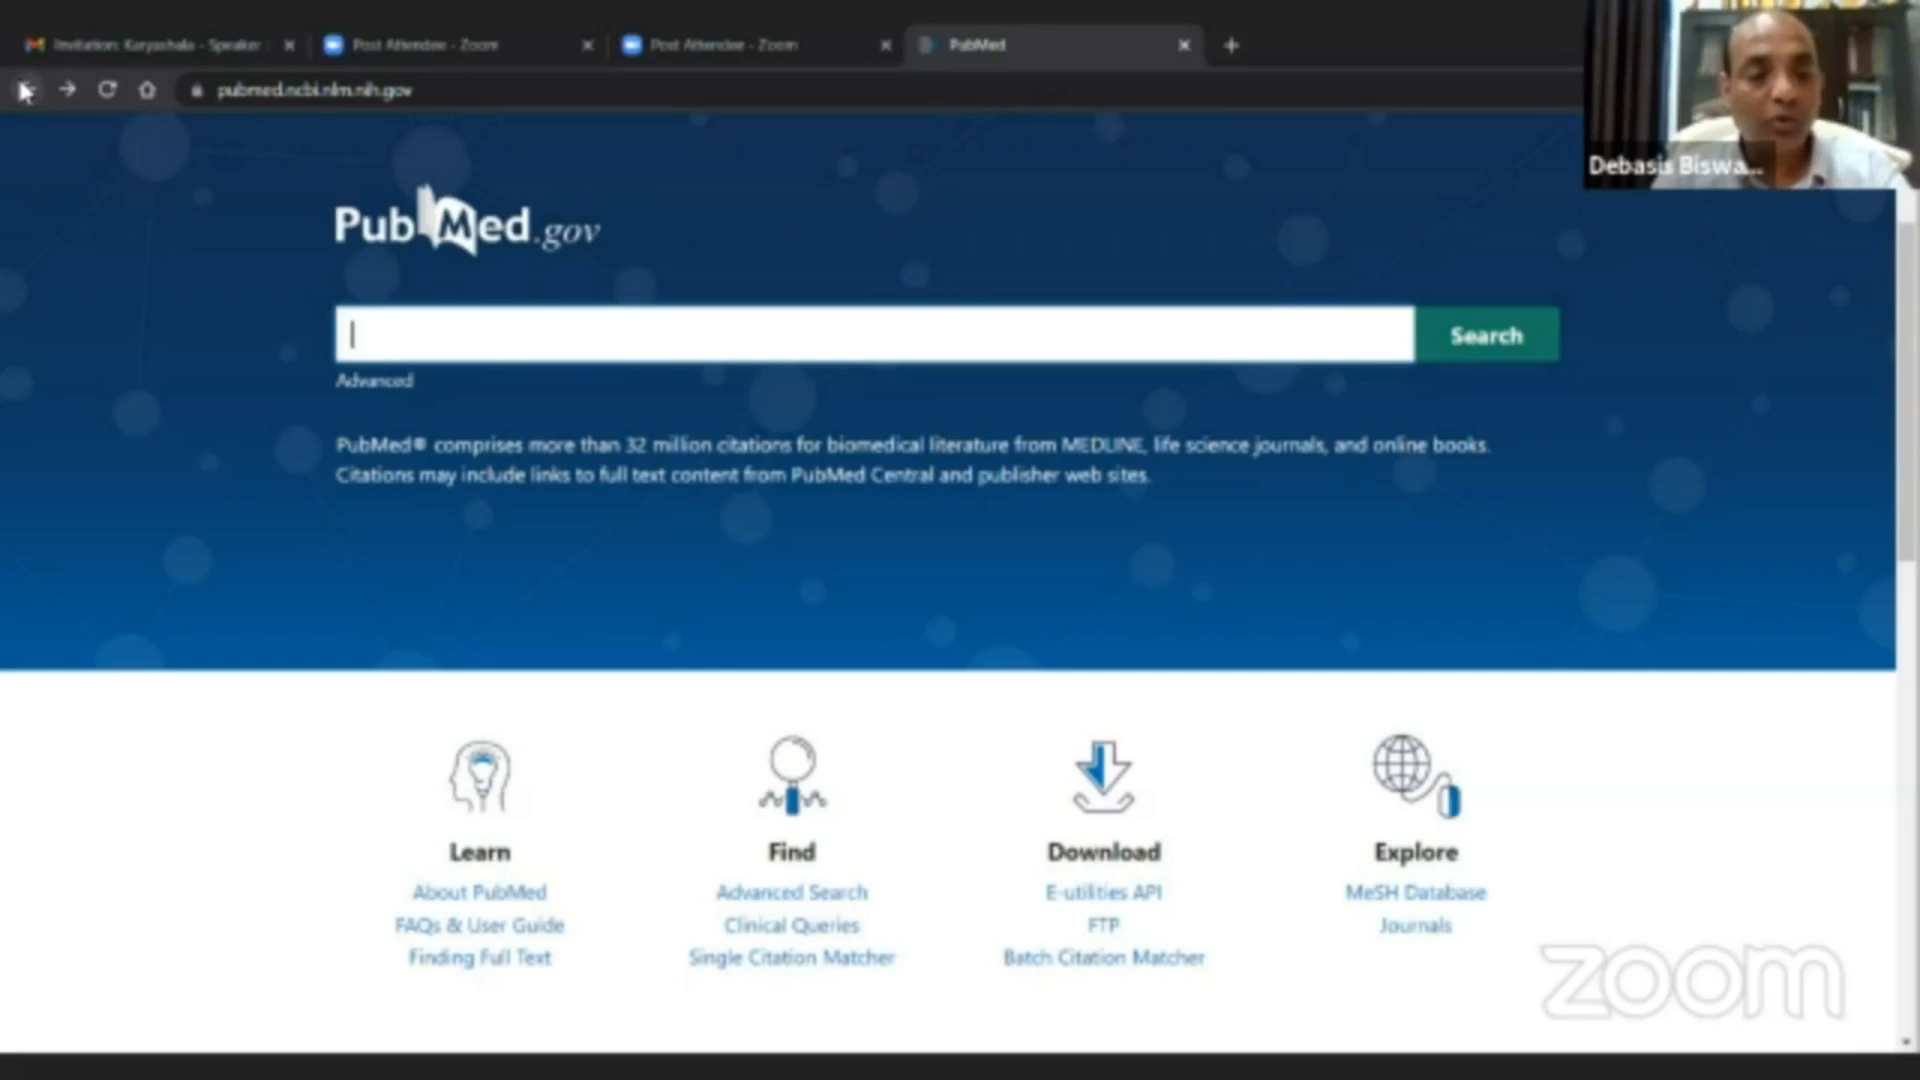 Invitation: Karyashala - Speaker
Post Attendee - Zoom
Post Attendee - Zoom
PubMed
pubmed.ncbi.nlm.nih.gov
Debasis Biswa...
PubMed.gov
Search
Advanced
PubMed® comprises more than 32 million citations for biomedical literature from MEDLINE, life science journals, and online books.
Citations may include links to full text content from PubMed Central and publisher web sites.
Learn
About PubMed
FAQs & User Guide
Finding Full Text
Find
Advanced Search
Clinical Queries
Single Citation Matcher
Download
E-utilities API
FTP
Batch Citation Matcher
Explore
MeSH Database
Journals
zoom